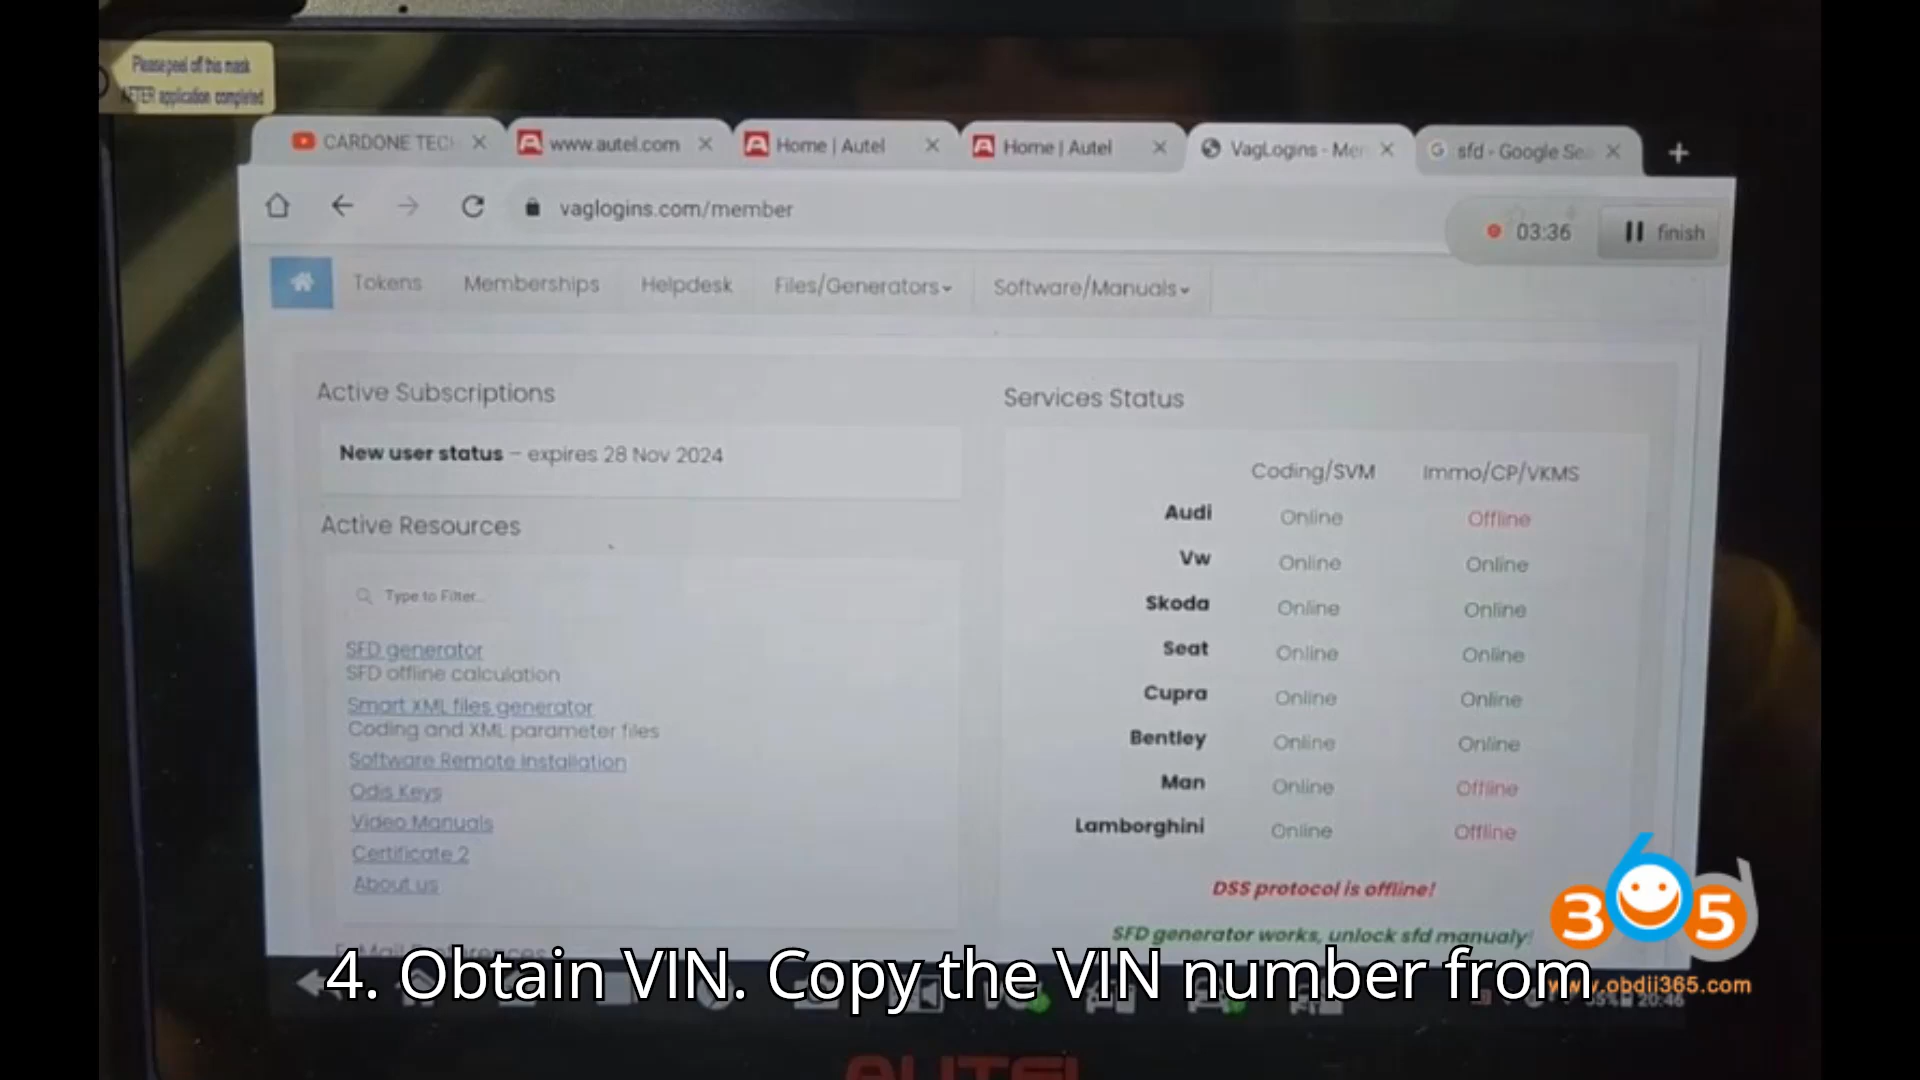 Please peel off this mask
AFTER application completed
CARDONE TECH
www.autel.com
Home | Autel
Home | Autel
VagLogins - Mem
sfd - Google Sea
vaglogins.com/member
03:36
finish
Tokens
Memberships
Helpdesk
Files/Generators
Software/Manuals
Active Subscriptions
New user status – expires 28 Nov 2024
Active Resources
Type to Filter...
SFD generator
SFD offline calculation
Smart XML files generator
Coding and XML parameter files
Software Remote Installation
Odis Keys
Video Manuals
Certificate 2
About us
Services Status
Coding/SVM Immo/CP/VKMS
Audi Online Offline
Vw Online Online
Skoda Online Online
Seat Online Online
Cupra Online Online
Bentley Online Online
Man Online Offline
Lamborghini Online Offline
DSS protocol is offline!
SFD generator works, unlock sfd manualy!
365
www.obdii365.com
4. Obtain VIN. Copy the VIN number from
20:46
AUTEL